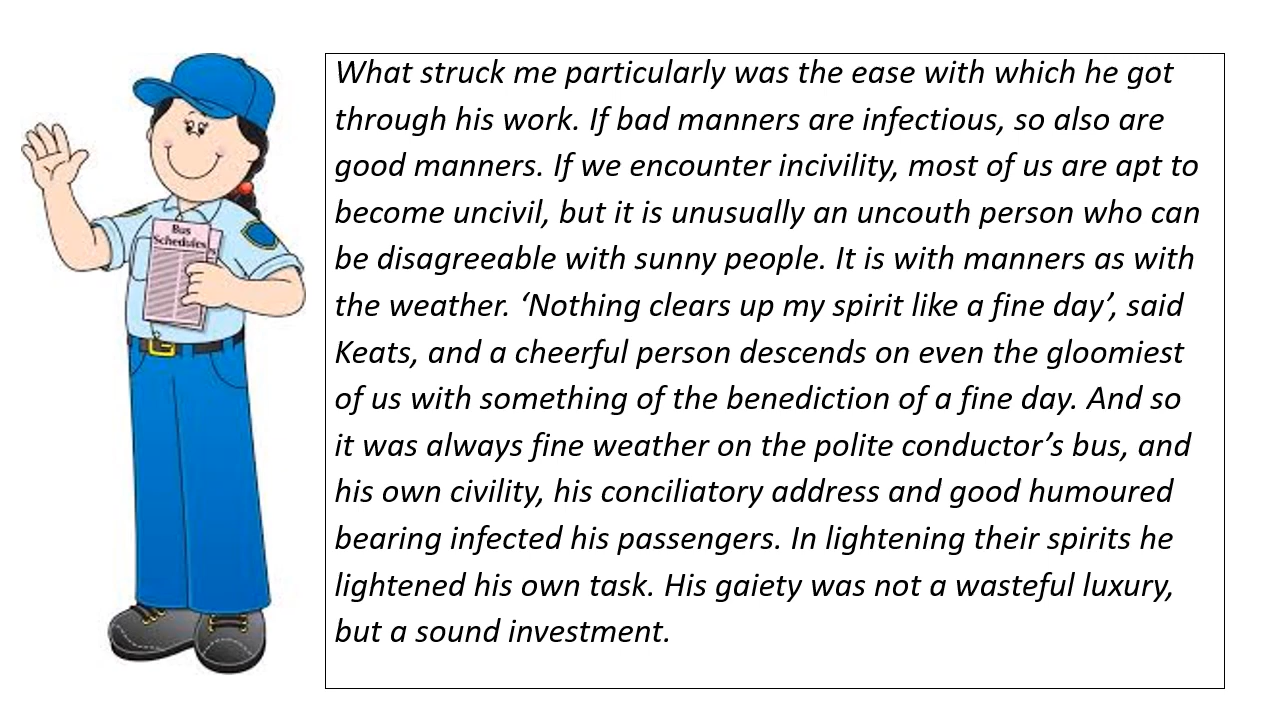 Bus
Schedules
What struck me particularly was the ease with which he got
through his work. If bad manners are infectious, so also are
good manners. If we encounter incivility, most of us are apt to
become uncivil, but it is unusually an uncouth person who can
be disagreeable with sunny people. It is with manners as with
the weather. ‘Nothing clears up my spirit like a fine day’, said
Keats, and a cheerful person descends on even the gloomiest
of us with something of the benediction of a fine day. And so
it was always fine weather on the polite conductor’s bus, and
his own civility, his conciliatory address and good humoured
bearing infected his passengers. In lightening their spirits he
lightened his own task. His gaiety was not a wasteful luxury,
but a sound investment.